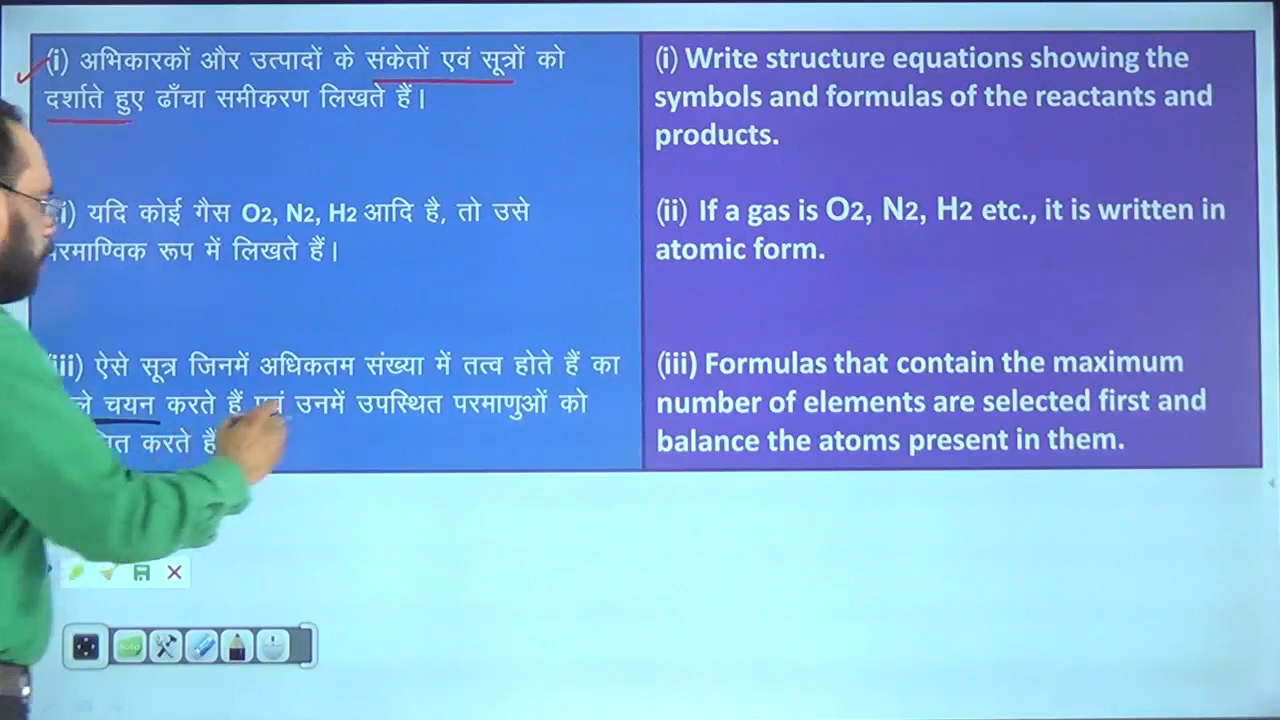 (i) अभिकारकों और उत्पादों के संकेतों एवं सूत्रों को
दर्शाते हुए ढाँचा समीकरण लिखते हैं।
यदि कोई गैस O2, N2, H2 आदि है, तो उसे
रूप में लिखते हैं।
(iii) ऐसे सूत्र जिनमें अधिकतम संख्या में तत्व होते हैं का
चयन करते हैं एवं उनमें उपस्थित परमाणुओं को
करते हैं
(i) Write structure equations showing the
symbols and formulas of the reactants and
products.
(ii) If a gas is O2, N2, H2 etc., it is written in
atomic form.
(iii) Formulas that contain the maximum
number of elements are selected first and
balance the atoms present in them.